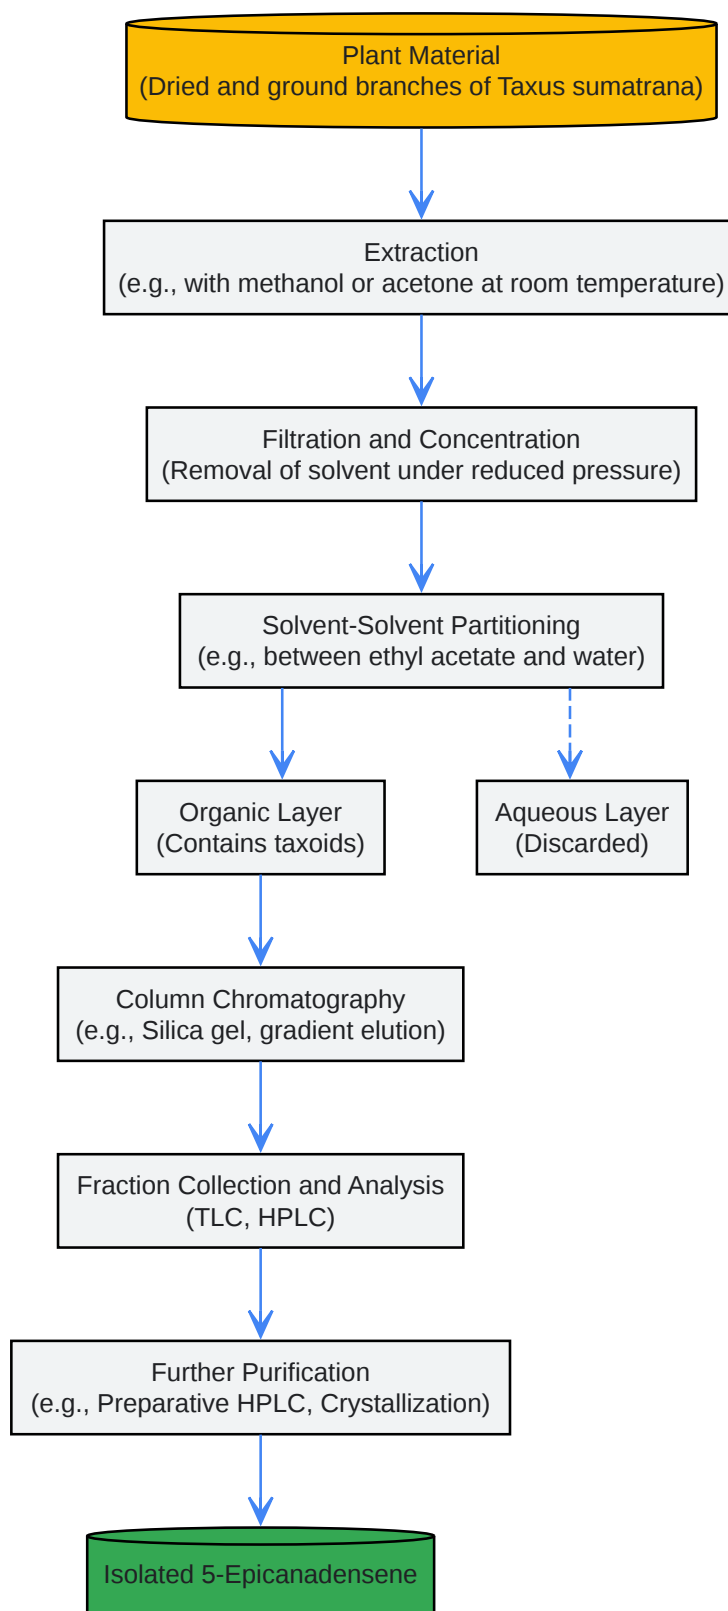 Plant Material
(Dried and ground branches of Taxus sumatrana)
Extraction
(e.g., with methanol or acetone at room temperature)
Filtration and Concentration
(Removal of solvent under reduced pressure)
Solvent-Solvent Partitioning
(e.g., between ethyl acetate and water)
Organic Layer
(Contains taxoids)
Aqueous Layer
(Discarded)
Column Chromatography
(e.g., Silica gel, gradient elution)
Fraction Collection and Analysis
(TLC, HPLC)
Further Purification
(e.g., Preparative HPLC, Crystallization)
Isolated 5-Epicanadensene